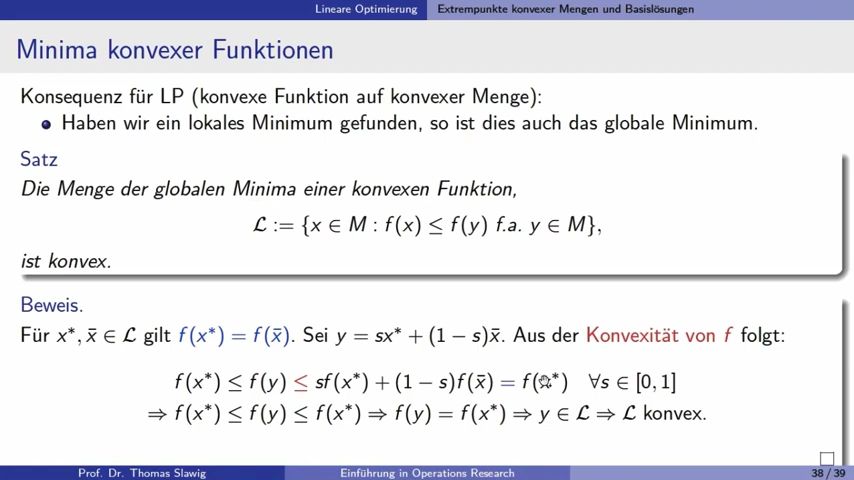 Lineare Optimierung Extrempunkte konvexer Mengen und Basislösungen
Minima konvexer Funktionen
Konsequenz für LP (konvexe Funktion auf konvexer Menge):
Haben wir ein lokales Minimum gefunden, so ist dies auch das globale Minimum.
Satz
Die Menge der globalen Minima einer konvexen Funktion,
ℒ := {x ∈ M : f(x) ≤ f(y) f.a. y ∈ M},
ist konvex.
Beweis.
Für x*, x̄ ∈ ℒ gilt f(x*) = f(x̄). Sei y = sx* + (1 − s)x̄. Aus der Konvexität von f folgt:
f(x*) ≤ f(y) ≤ sf(x*) + (1 − s)f(x̄) = f(x*) ∀s ∈ [0, 1]
⇒ f(x*) ≤ f(y) ≤ f(x*) ⇒ f(y) = f(x*) ⇒ y ∈ ℒ ⇒ ℒ konvex.
Prof. Dr. Thomas Slawig Einführung in Operations Research 38 / 39